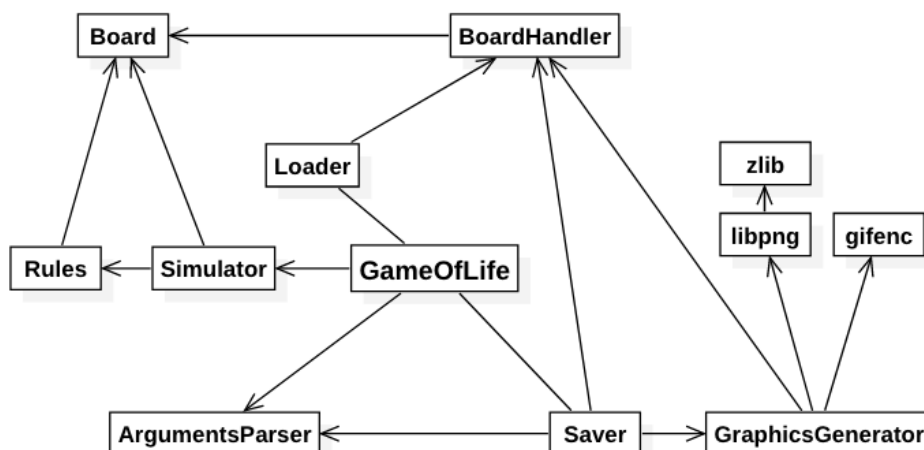 Board
BoardHandler
Loader
zlib
libpng
gifenc
Rules
Simulator
GameOfLife
ArgumentsParser
Saver
GraphicsGenerator